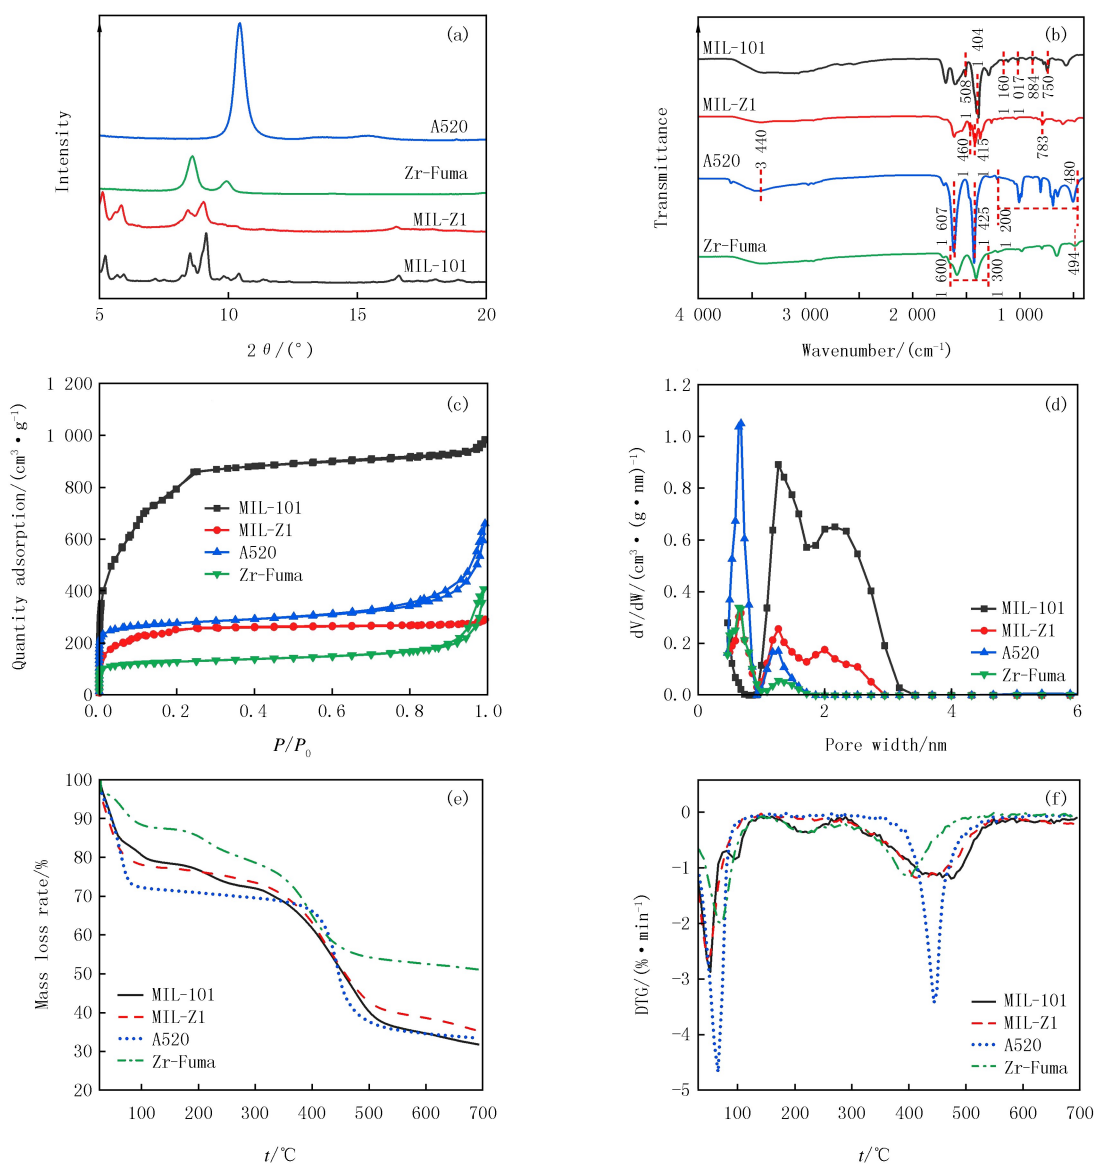 (a)
A520
Zr-Fuma
MIL-Z1
MIL-101
Intensity
5 10 15 20
2 θ/(°)
(b)
MIL-101
MIL-Z1
A520
Zr-Fuma
1 508
1 404
1 160
1 017
884
750
3 440
1 460
1 415
783
1 607
1 425
1 200
480
1 600
1 300
494
Transmittance
4 000 3 000 2 000 1 000
Wavenumber/(cm⁻¹)
(c)
1 200
1 000
800
600
400
200
0
MIL-101
MIL-Z1
A520
Zr-Fuma
Quantity adsorption/(cm³·g⁻¹)
0.0 0.2 0.4 0.6 0.8 1.0
P/P₀
(d)
1.2
1.0
0.8
0.6
0.4
0.2
0.0
MIL-101
MIL-Z1
A520
Zr-Fuma
dV/dW/(cm³·(g·nm)⁻¹)
0 1 2 4 6
Pore width/nm
(e)
100
90
80
70
60
50
40
30
20
MIL-101
MIL-Z1
A520
Zr-Fuma
Mass loss rate/%
100 200 300 400 500 600 700
t/℃
(f)
0
-1
-2
-3
-4
-5
MIL-101
MIL-Z1
A520
Zr-Fuma
DTG/(%·min⁻¹)
100 200 300 400 500 600 700
t/℃